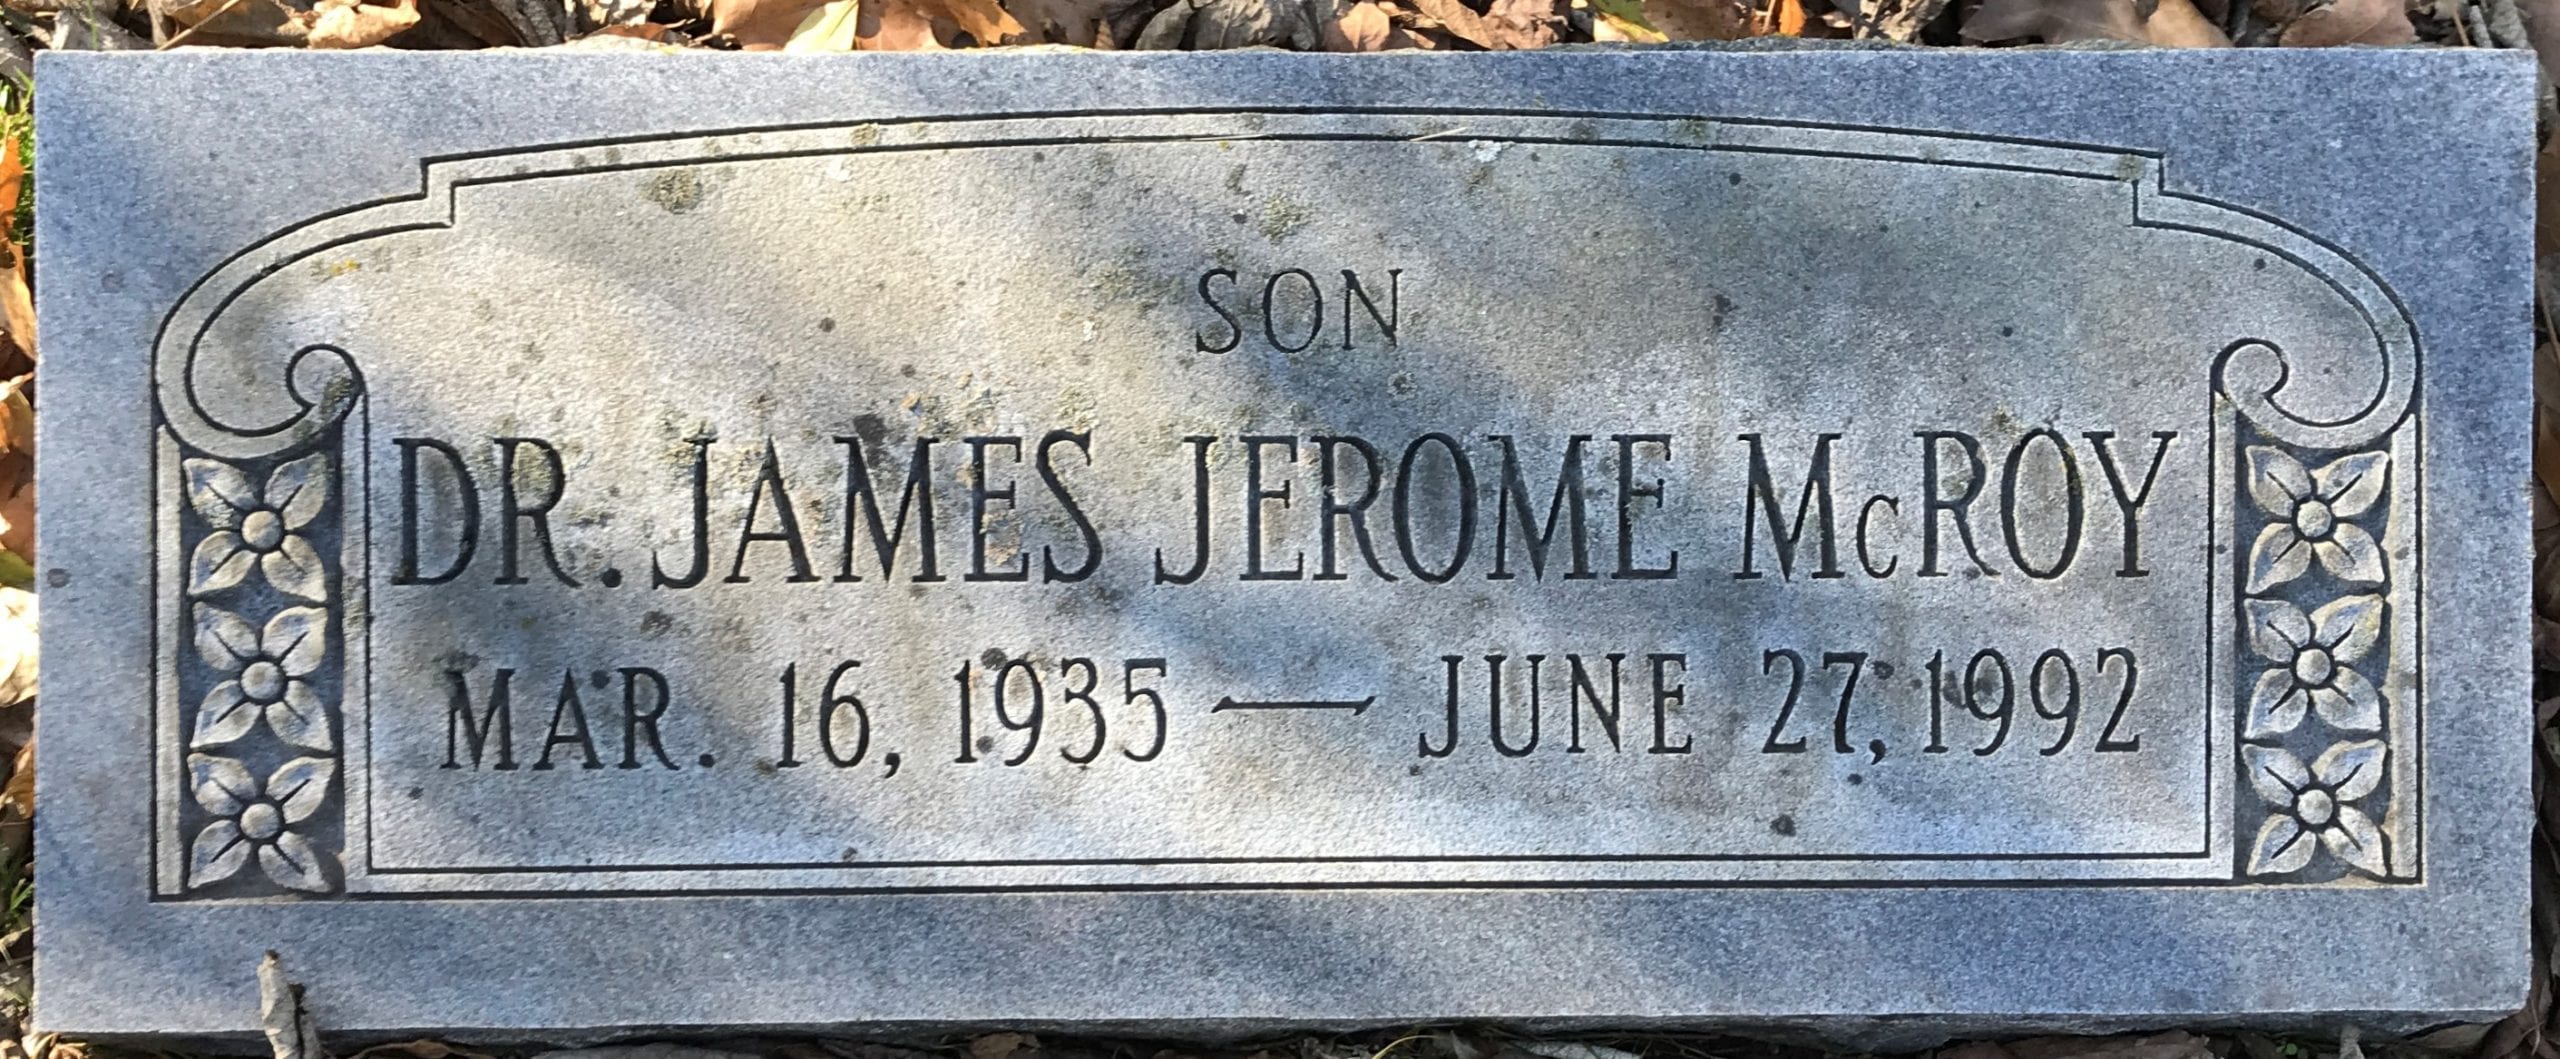 SON
DR. JAMES JEROME McROY
MAR. 16, 1935 — JUNE 27, 1992